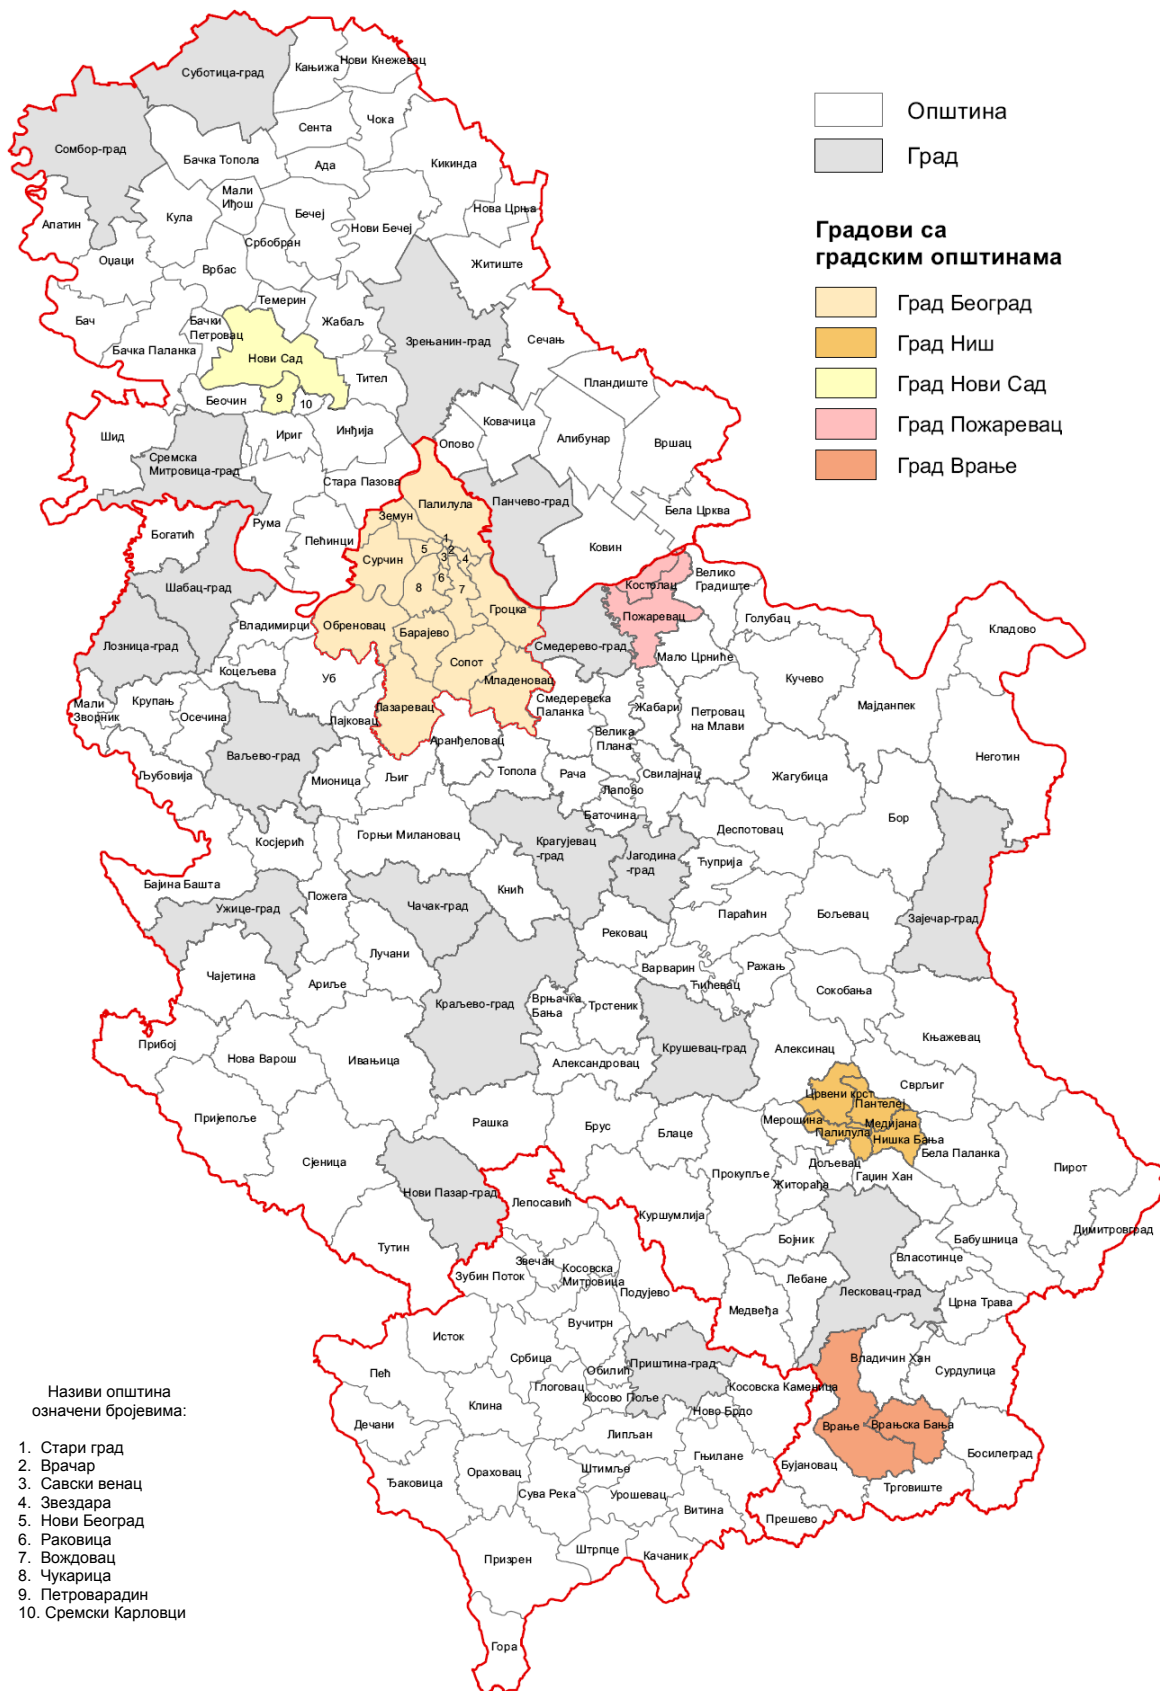 Суботица-град
Кањижа
Нови Кнежевац
Сента
Чока
Сомбор-град
Бачка Топола
Ада
Кикинда
Мали
Иђош
Апатин
Кула
Бечеј
Нова Црња
Нови Бечеј
Србобран
Оџаци
Врбас
Житиште
Темерин
Бач
Бачки
Петровац
Жабаљ
Бачка Паланка
Нови Сад
Зрењанин-град
Сечањ
Тител
Пландиште
Беочин
9
10
Шид
Ириг
Инђија
Ковачица
Опово
Алибунар
Вршац
Сремска
Митровица-град
Стара Пазова
Палилула
Панчево-град
Бела Црква
Земун
Рума
Богатић
Пећинци
Ковин
1
2
3
4
5
6
7
8
Сурчин
Шабац-град
Костолац
Велико
Градиште
Гроцка
Пожаревац
Голубац
Владимирци
Обреновац
Барајево
Кладово
Лозница-град
Смедерево-град
Мало Црниће
Коцељева
Сопот
Уб
Младеновац
Кучево
Мали
Зворник
Крупањ
Осечина
Лајковац
Лазаревац
Смедеревска
Паланка
Жабари
Петровац
на Млави
Мајданпек
Аранђеловац
Велика
Плана
Ваљево-град
Неготин
Љубовија
Мионица
Љиг
Топола
Рача
Свилајнац
Жагубица
Лапово
Баточина
Бор
Косјерић
Горњи Милановац
Крагујевац
-град
Деспотовац
Јагодина
-град
Ћуприја
Бајина Башта
Пожега
Чачак-град
Кнић
Ужице-град
Параћин
Бољевац
Зајечар-град
Рековац
Лучани
Варварин
Ражањ
Чајетина
Ариље
Ћићевац
Сокобања
Краљево-град
Врњачка
Бања
Трстеник
Прибој
Нова Варош
Ивањица
Александровац
Крушевац-град
Алексинац
Књажевац
Сврљиг
Црвени крст
Пантелеј
Пријепоље
Рашка
Брус
Блаце
Мерошина
Медијана
Палилула
Нишка Бања
Бела Паланка
Сјеница
Прокупље
Дољевац
Житорађа
Гаџин Хан
Пирот
Нови Пазар-град
Лепосавић
Куршумлија
Димитровград
Тутин
Бојник
Бабушница
Звечан
Власотинце
Зубин Поток
Косовска
Митровица
Подујево
Лебане
Лесковац-град
Црна Трава
Медвеђа
Исток
Вучитрн
Србица
Пећ
Обилић
Приштина-град
Владичин Хан
Сурдулица
Глоговац
Косово Поље
Косовска Каменица
Клина
Ново Брдо
Дечани
Врање
Врањска Бања
Липљан
Гњилане
Босилеград
Ђаковица
Ораховац
Штимље
Бујановац
Сува Река
Урошевац
Трговиште
Витина
Прешево
Призрен
Штрпце
Качаник
Гора
Општина
Град
Градови са
градским општинама
Град Београд
Град Ниш
Град Нови Сад
Град Пожаревац
Град Врање
Називи општина
означени бројевима:
1. Стари град
2. Врачар
3. Савски венац
4. Звездара
5. Нови Београд
6. Раковица
7. Вождовац
8. Чукарица
9. Петроварадин
10. Сремски Карловци